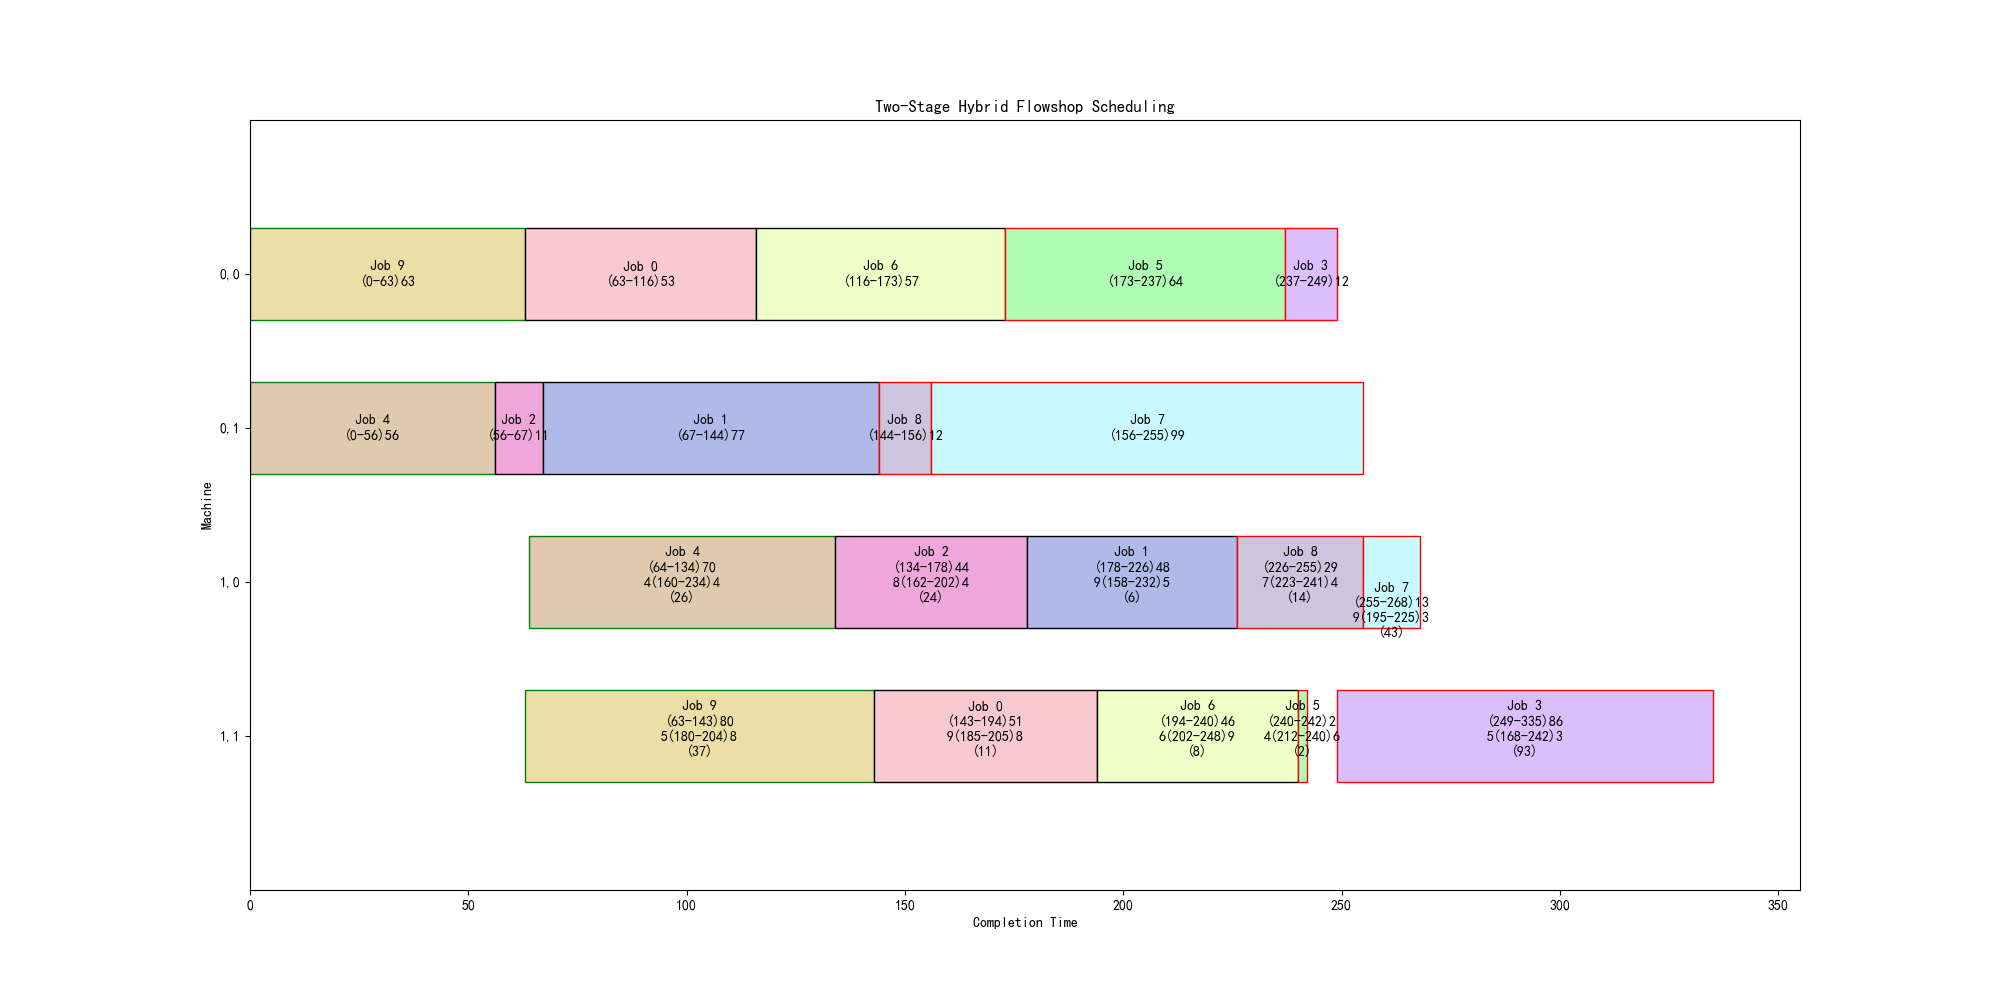 Two-Stage Hybrid Flowshop Scheduling
Machine
0,0
Job 9
(0-63)63
Job 0
(63-116)53
Job 6
(116-173)57
Job 5
(173-237)64
Job 3
(237-249)12
0,1
Job 4
(0-56)56
Job 2
(56-67)11
Job 1
(67-144)77
Job 8
(144-156)12
Job 7
(156-255)99
1,0
Job 4
(64-134)70
4(160-234)4
(26)
Job 2
(134-178)44
8(162-202)4
(24)
Job 1
(178-226)48
9(158-232)5
(6)
Job 8
(226-255)29
7(223-241)4
(14)
Job 7
(255-268)13
9(195-225)3
(43)
1,1
Job 9
(63-143)80
5(180-204)8
(37)
Job 0
(143-194)51
9(185-205)8
(11)
Job 6
(194-240)46
6(202-248)9
(8)
Job 5
(240-242)2
4(212-240)6
(2)
Job 3
(249-335)86
5(168-242)3
(93)
0 50 100 150 200 250 300 350
Completion Time